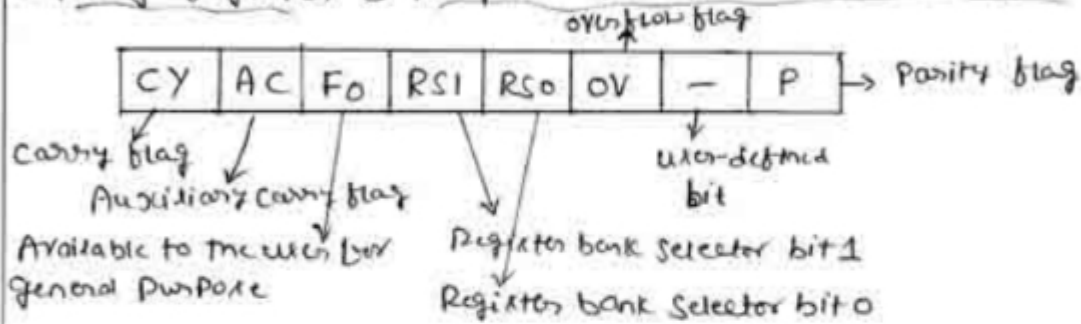 overflow flag
CY AC F0 RS1 RS0 OV — P → Parity flag
carry flag
user-defined
bit
Auxiliary carry flag
Available to the user for
general Purpose
Register bank selector bit 1
Register bank selector bit 0